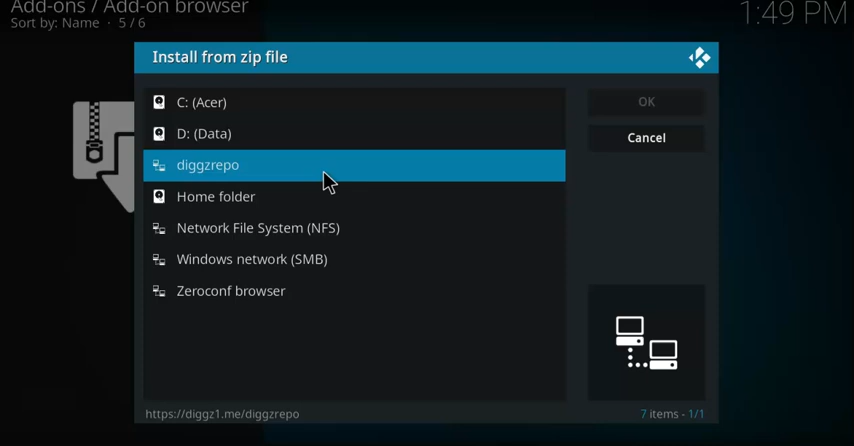 Add-ons / Add-on browser
Sort by: Name · 5 / 6
1:49 PM
Install from zip file
C: (Acer)
D: (Data)
diggzrepo
Home folder
Network File System (NFS)
Windows network (SMB)
Zeroconf browser
OK
Cancel
https://diggz1.me/diggzrepo
7 items - 1/1